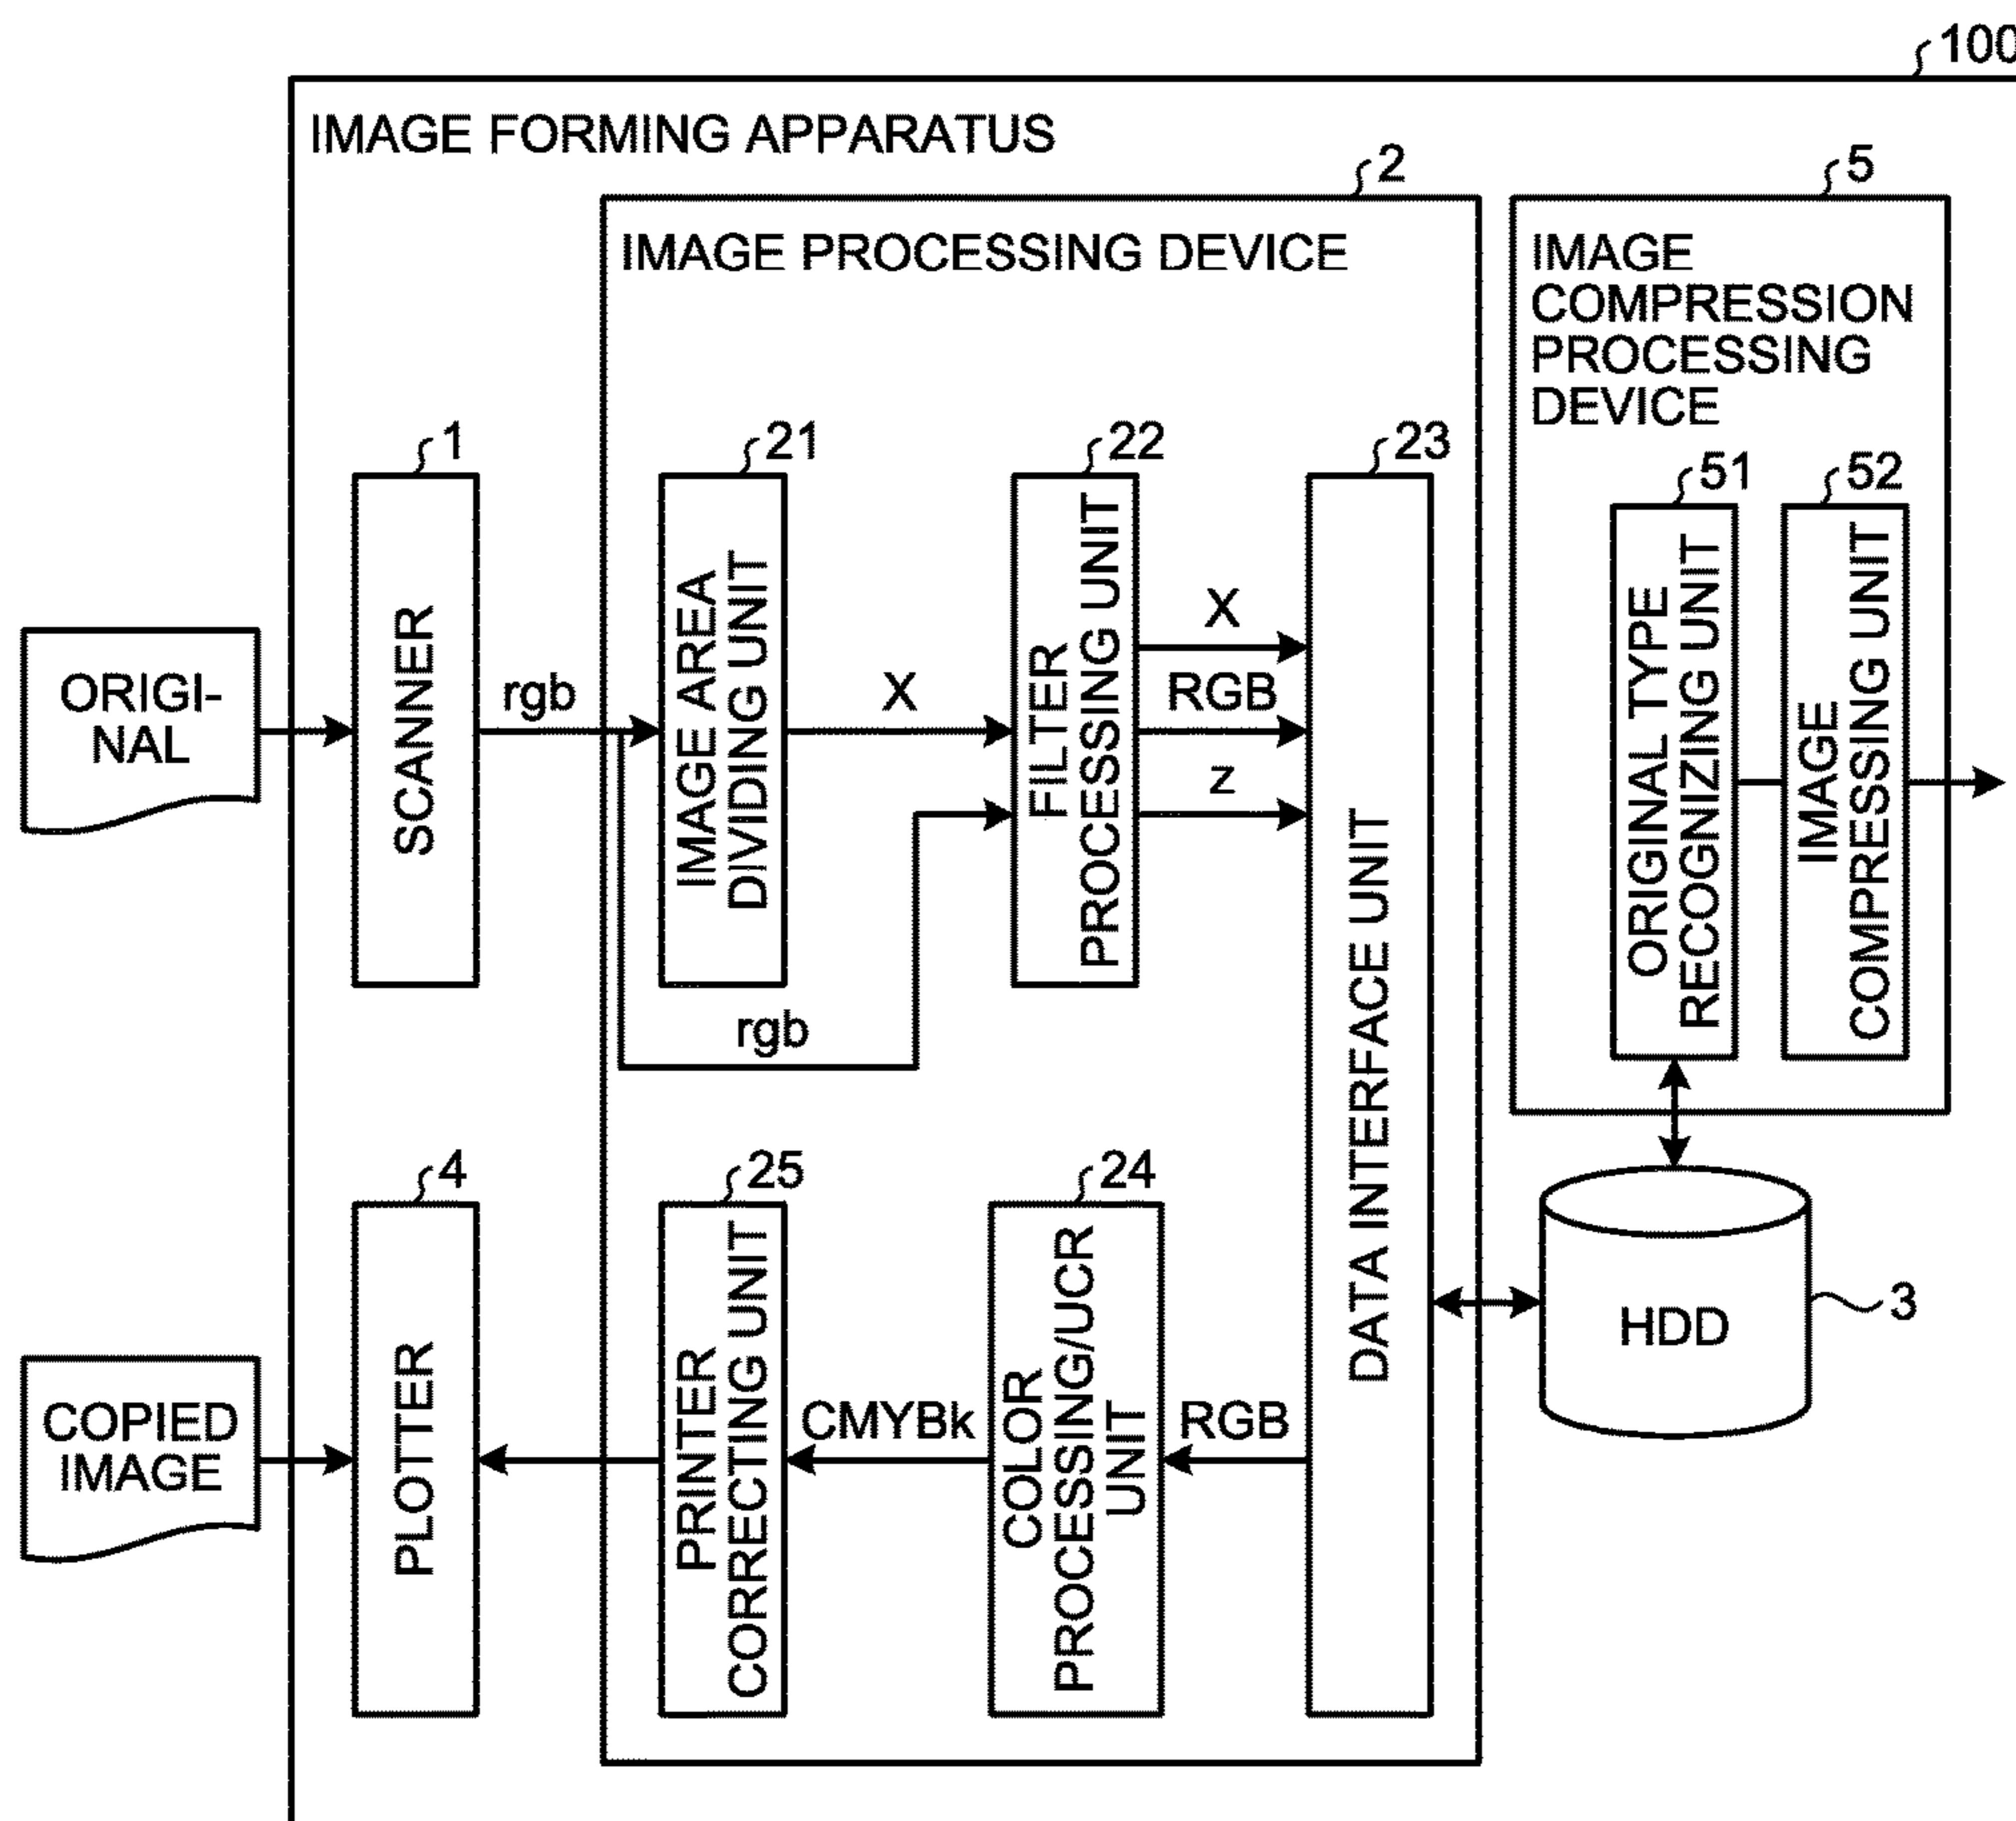 100
IMAGE FORMING APPARATUS
2
5
IMAGE PROCESSING DEVICE
IMAGE
COMPRESSION
PROCESSING
DEVICE
1
21
22
23
51
52
ORIGI-
NAL
SCANNER
rgb
IMAGE AREA
DIVIDING UNIT
X
rgb
FILTER
PROCESSING UNIT
X
RGB
z
DATA INTERFACE UNIT
ORIGINAL TYPE
RECOGNIZING UNIT
IMAGE
COMPRESSING UNIT
4
25
24
COPIED
IMAGE
PLOTTER
PRINTER
CORRECTING UNIT
CMYBk
COLOR
PROCESSING/UCR
UNIT
RGB
HDD
3